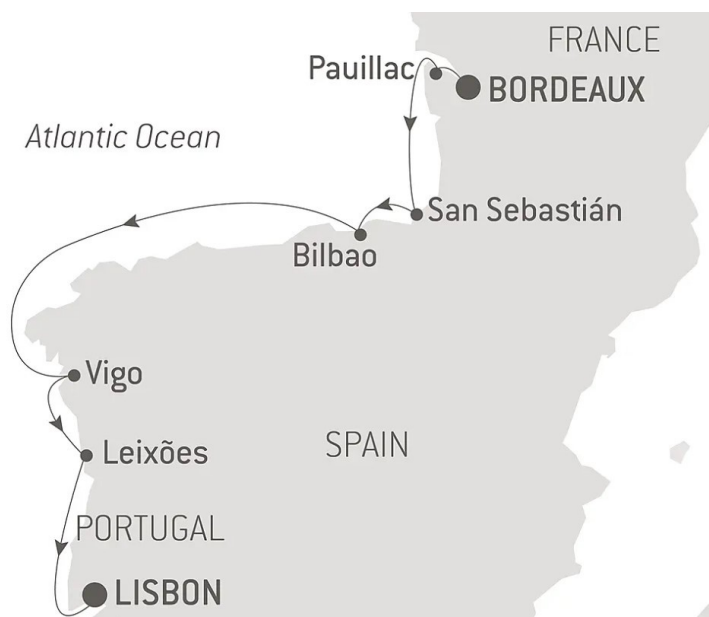 FRANCE
Pauillac
BORDEAUX
Atlantic Ocean
San Sebastián
Bilbao
Vigo
Leixões
SPAIN
PORTUGAL
LISBON